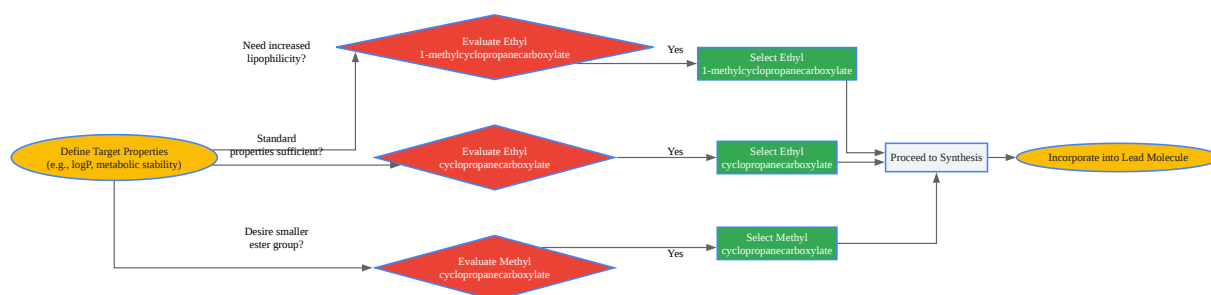 Need increased
lipophilicity?
Evaluate Ethyl
1-methylcyclopropanecarboxylate
Yes
Select Ethyl
1-methylcyclopropanecarboxylate
Define Target Properties
(e.g., logP, metabolic stability)
Standard
properties sufficient?
Evaluate Ethyl
cyclopropanecarboxylate
Yes
Select Ethyl
cyclopropanecarboxylate
Proceed to Synthesis
Incorporate into Lead Molecule
Desire smaller
ester group?
Evaluate Methyl
cyclopropanecarboxylate
Yes
Select Methyl
cyclopropanecarboxylate